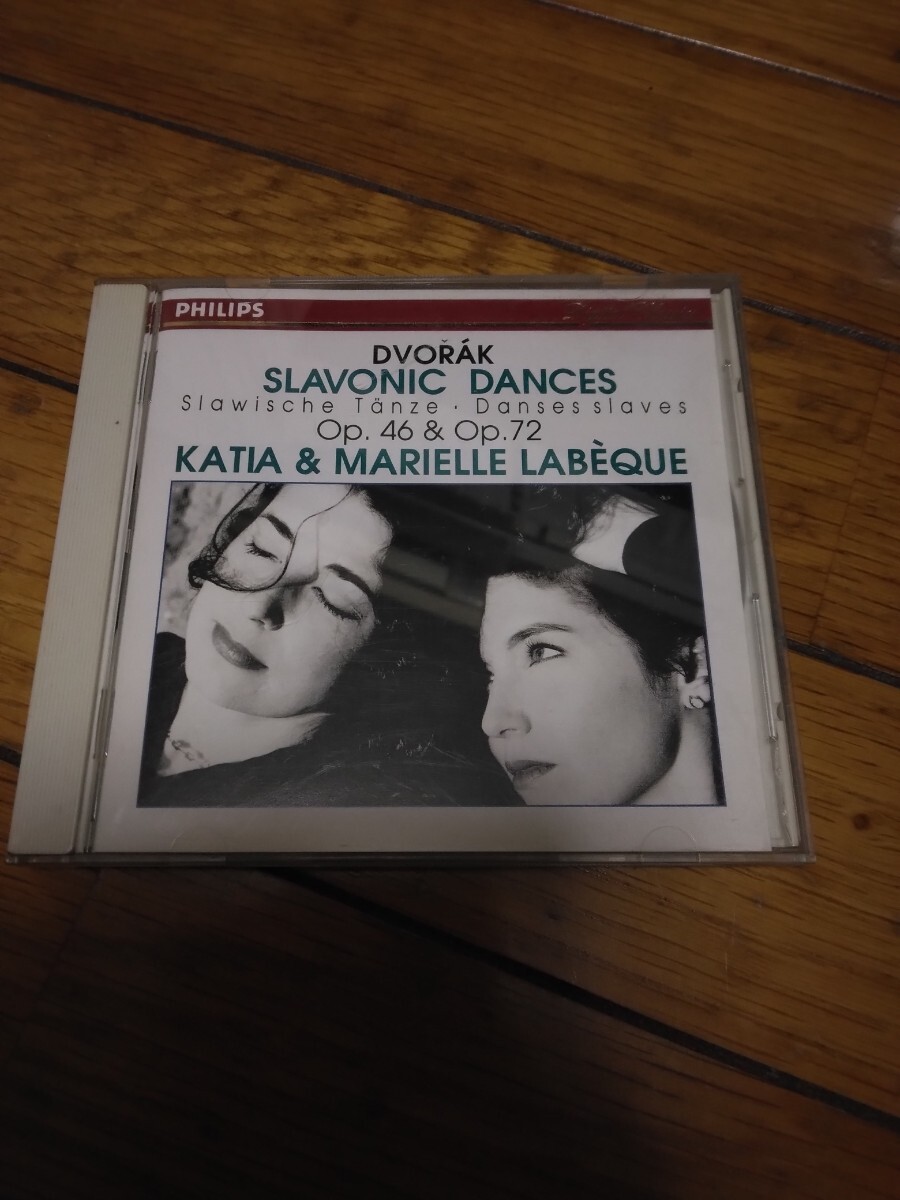 PHILIPS
DVOŘÁK
SLAVONIC DANCES
Slawische Tänze · Danses slaves
Op. 46 & Op.72
KATIA & MARIELLE LABÈQUE